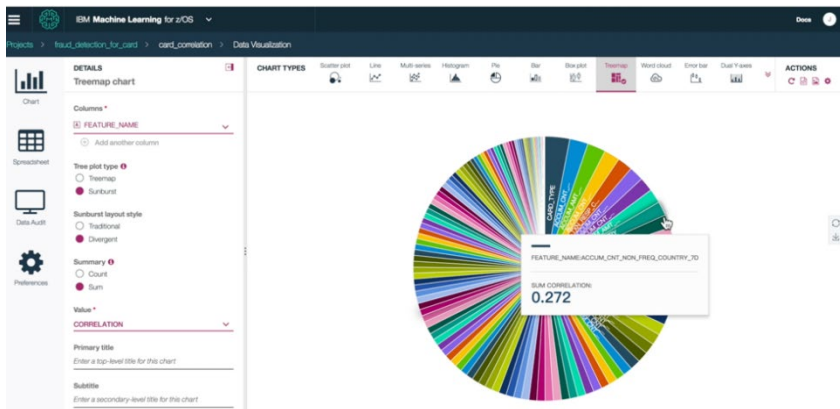 IBM Machine Learning for z/OS
Docs
J
Projects > fraud_detection_for_card > card_correlation > Data Visualization
Chart
Spreadsheet
Data Audit
Preferences
DETAILS
Treemap chart
Columns *
FEATURE_NAME
Add another column
Tree plot type
Treemap
Sunburst
Sunburst layout style
Traditional
Divergent
Summary
Count
Sum
Value *
CORRELATION
Primary title
Enter a top-level title for this chart
Subtitle
Enter a secondary-level title for this chart
CHART TYPES
Scatter plot
Line
Multi-series
Histogram
Pie
Bar
Box plot
Treemap
Word cloud
Error bar
Dual Y-axes
ACTIONS
CARD_TYPE
ACCUM_CNT_...
FEATURE_NAME:ACCUM_CNT_NON_FREQ_COUNTRY_7D
SUM CORRELATION:
0.272